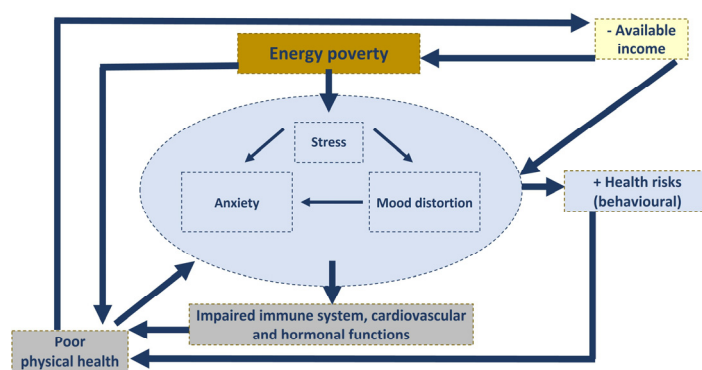 - Available
income
Energy poverty
Stress
Anxiety
Mood distortion
+ Health risks
(behavioural)
Impaired immune system, cardiovascular
and hormonal functions
Poor
physical health